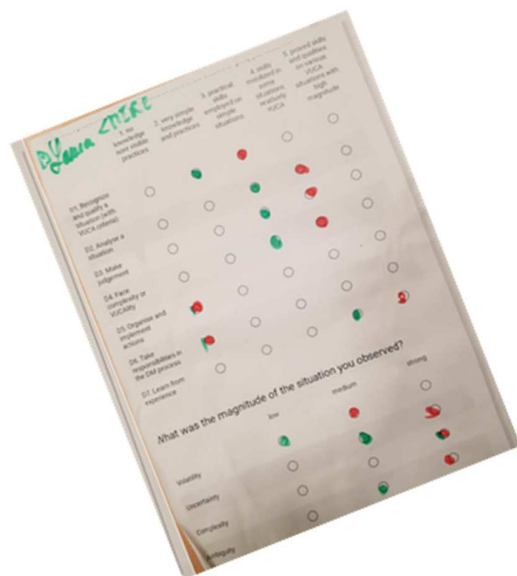 1. no
knowledge
nore visible
practices
2. very simple
knowledge
and practices
3. practical
skills
employed on
simple
situations
4. skills
mobilized in
some
situations
relatively
VUCA
5. proved skills
and qualities
on various
VUCA
situations with
high
magnitude
D1. Recognize
and qualify a
situation (with
VUCA criteria)
D2. Analyse a
situation
D3. Make
judgement
D4. Face
complexity or
VUCAlity
D5. Organise and
implement
actions
D6. Take
responsibilities in
the DM process
D7. Learn from
experience
What was the magnitude of the situation you observed?
low
medium
strong
Volatility
Uncertainty
Complexity
Ambiguity